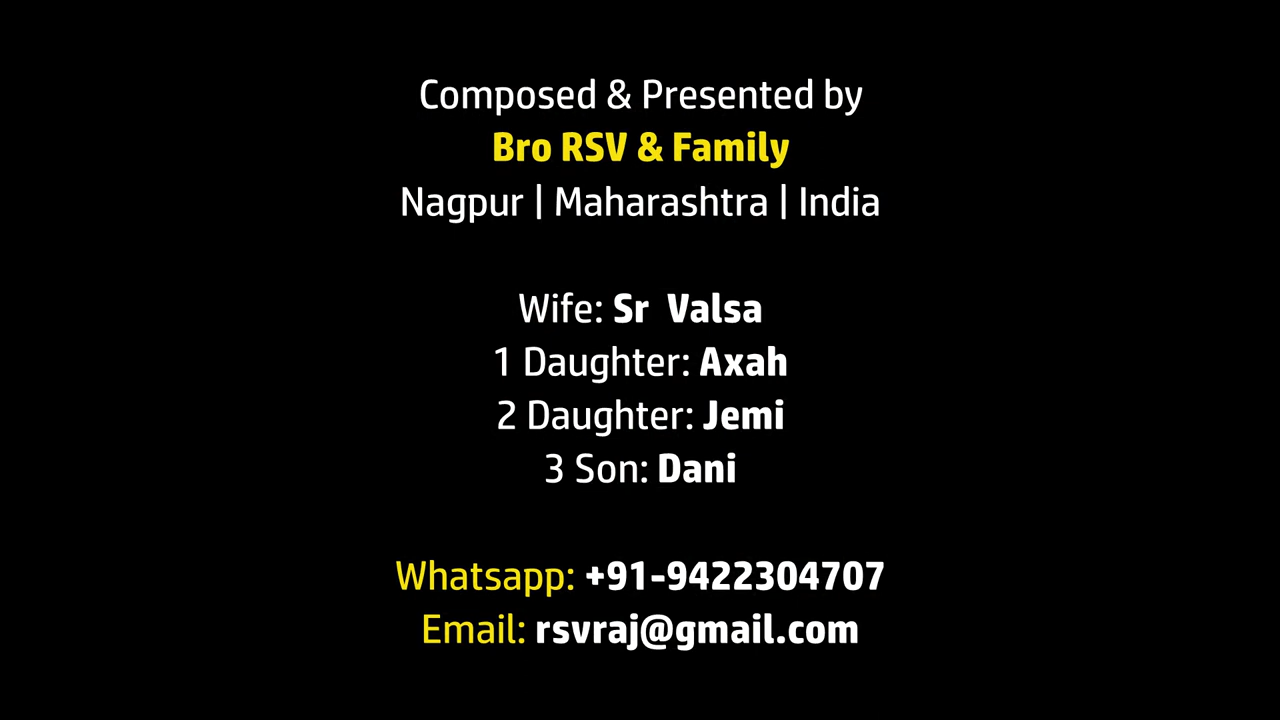 Composed & Presented by
Bro RSV & Family
Nagpur | Maharashtra | India
Wife: Sr  Valsa
1 Daughter: Axah
2 Daughter: Jemi
3 Son: Dani
Whatsapp: +91-9422304707
Email: rsvraj@gmail.com